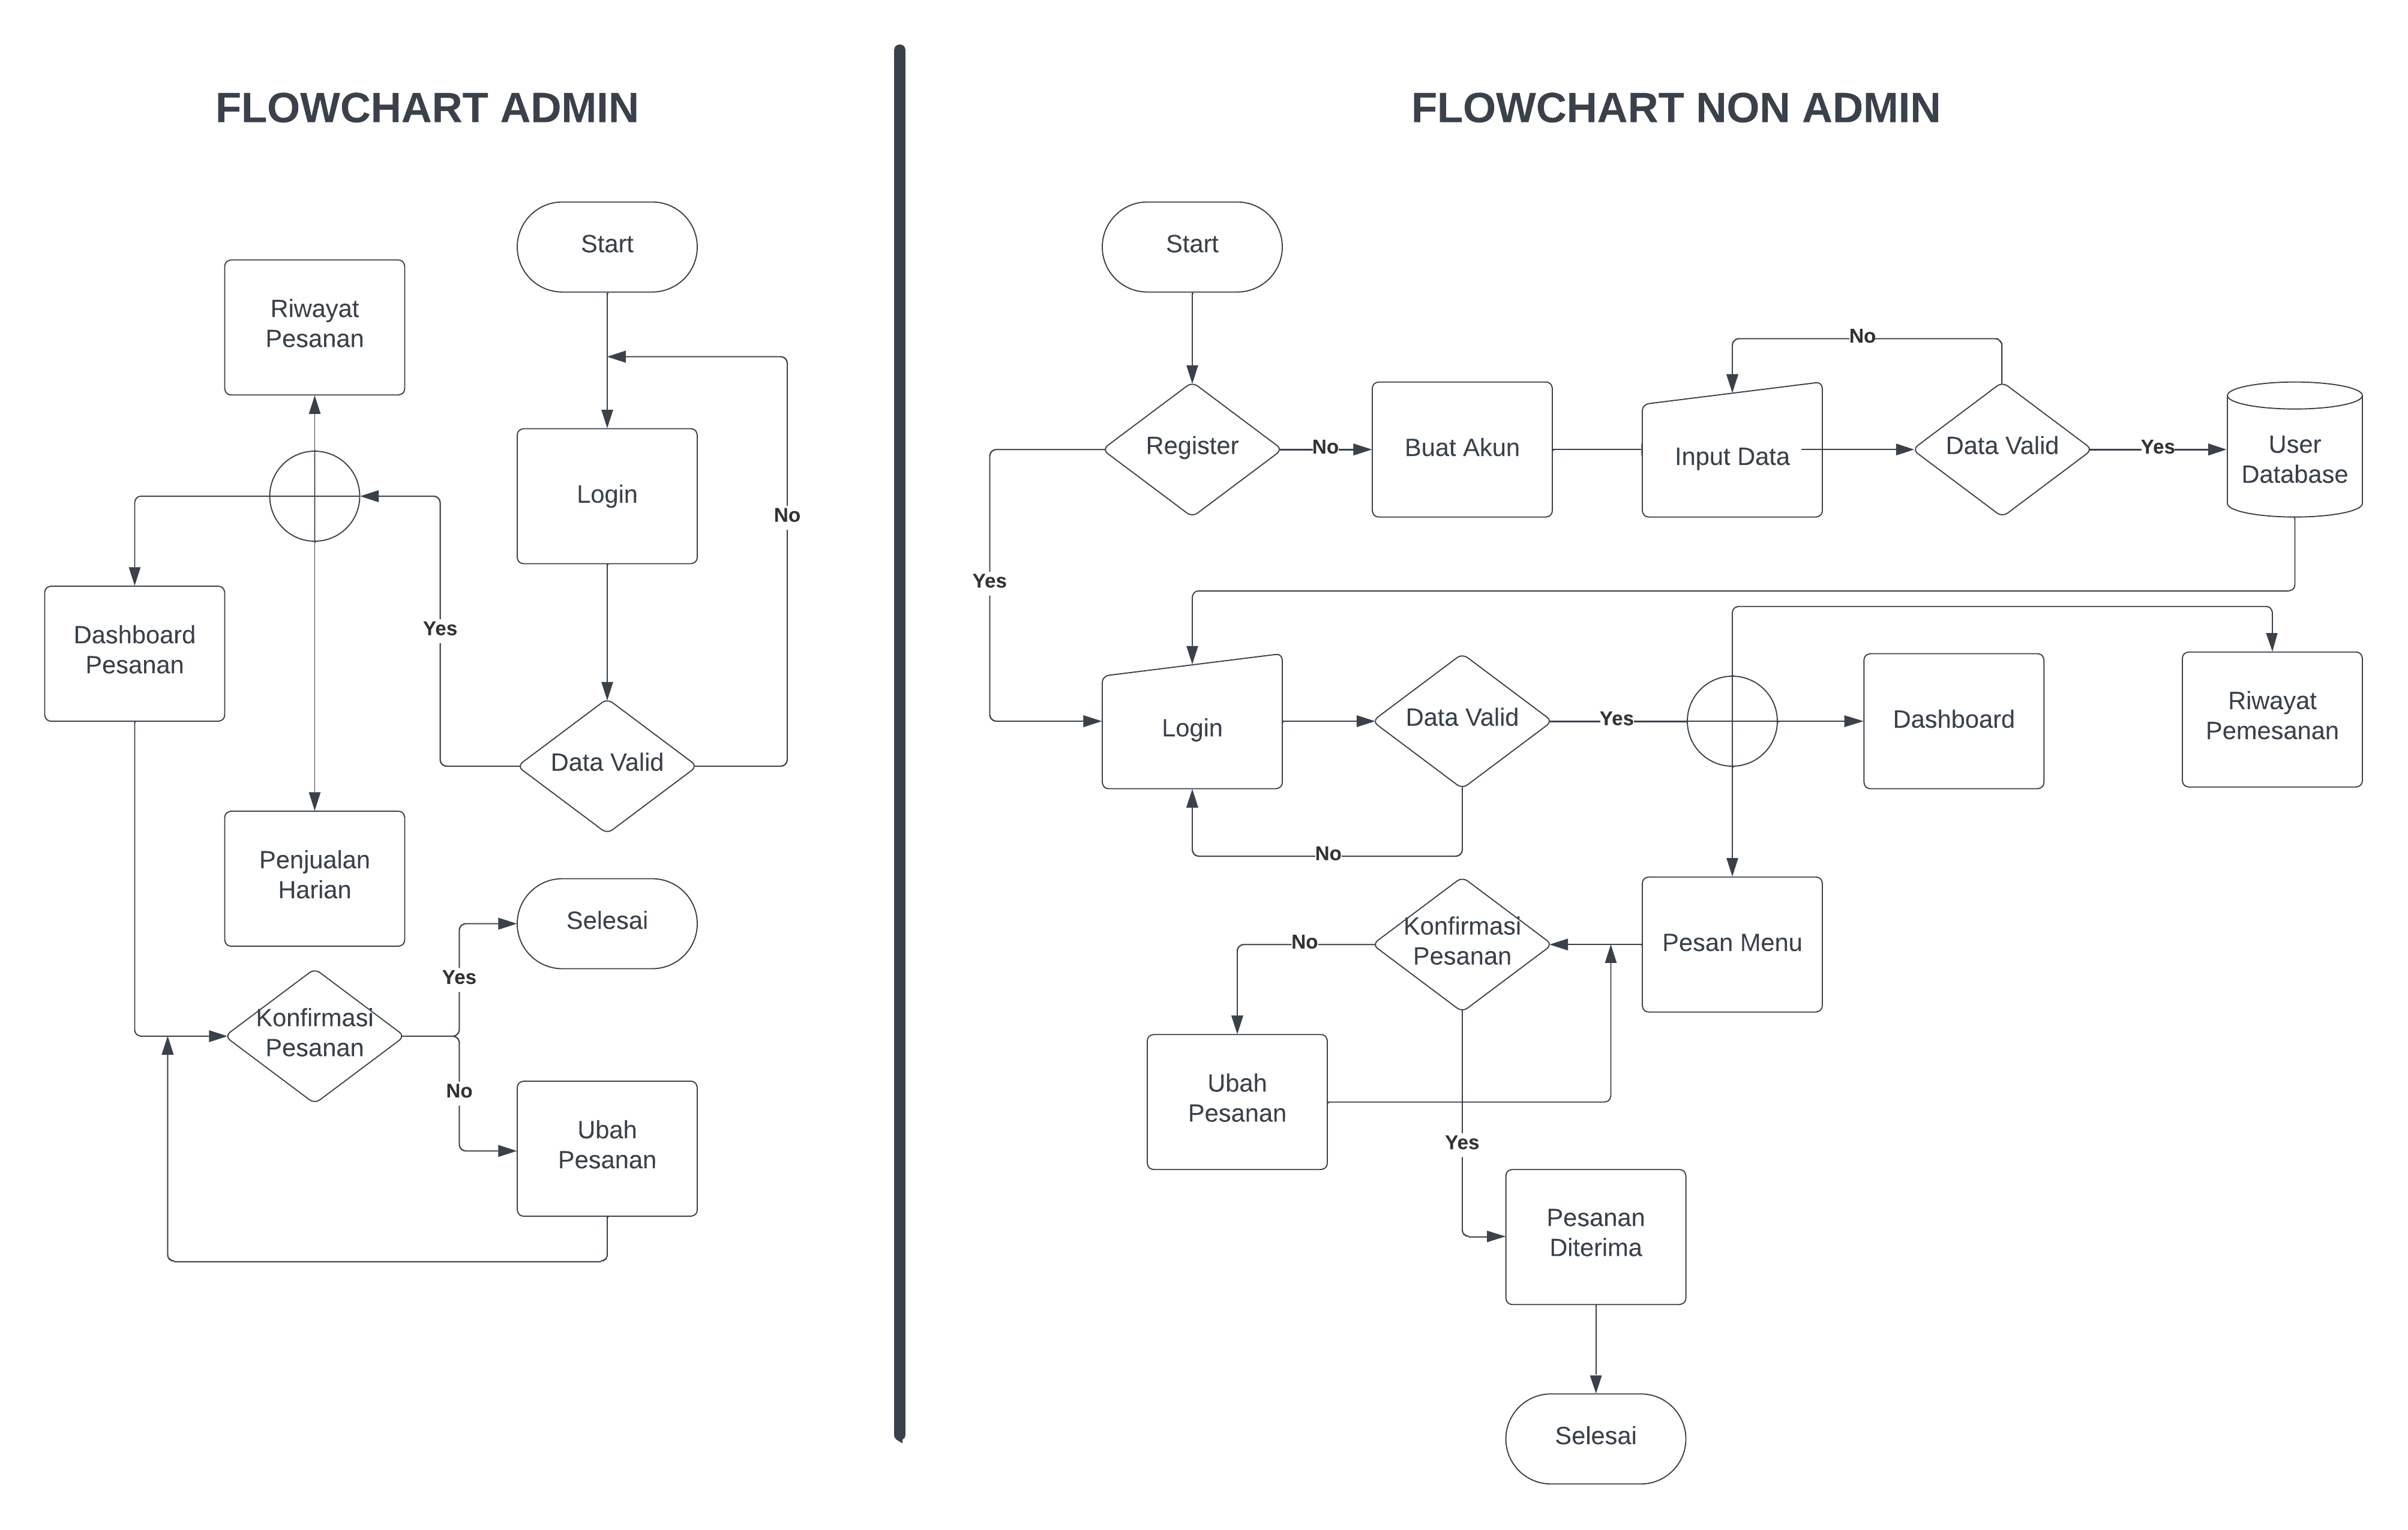 FLOWCHART ADMIN
Start
Riwayat
Pesanan
Login
No
Yes
Dashboard
Pesanan
Data Valid
Penjualan
Harian
Selesai
Yes
Konfirmasi
Pesanan
No
Ubah
Pesanan
FLOWCHART NON ADMIN
Start
No
Register
No
Buat Akun
Input Data
Data Valid
Yes
User
Database
Yes
Login
Data Valid
Yes
Dashboard
Riwayat
Pemesanan
No
Konfirmasi
Pesanan
No
Pesan Menu
Ubah
Pesanan
Yes
Pesanan
Diterima
Selesai